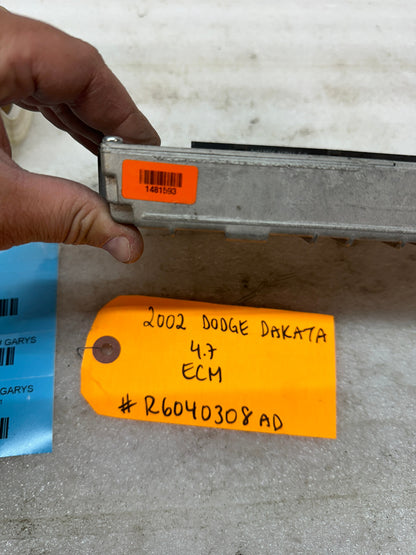 1481593
2002 DODGE DAKATA
4.7
ECM
# R6040308AD
GARYS
GARYS